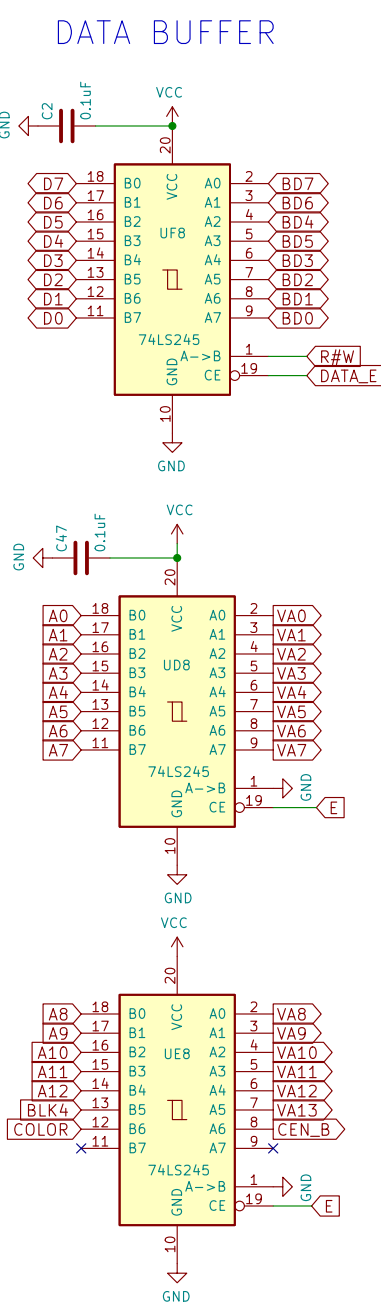 DATA BUFFER
VCC
GND C2 0.1uF
20
D7 18 B0 VCC A0 2 BD7
D6 17 B1 A1 3 BD6
D5 16 B2 A2 4 BD4
D4 15 B3 UF8 A3 5 BD5
D3 14 B4 A4 6 BD3
D2 13 B5 A5 7 BD2
D1 12 B6 A6 8 BD1
D0 11 B7 A7 9 BD0
74LS245
GND A->B 1 R#W
CE 19 DATA_E
10
GND
VCC
GND C47 0.1uF
20
A0 18 B0 VCC A0 2 VA0
A1 17 B1 A1 3 VA1
A2 16 B2 A2 4 VA2
A3 15 B3 UD8 A3 5 VA3
A4 14 B4 A4 6 VA4
A5 13 B5 A5 7 VA5
A6 12 B6 A6 8 VA6
A7 11 B7 A7 9 VA7
74LS245
GND A->B 1 GND
CE 19 E
10
GND
VCC
20
A8 18 B0 VCC A0 2 VA8
A9 17 B1 A1 3 VA9
A10 16 B2 A2 4 VA10
A11 15 B3 UE8 A3 5 VA11
A12 14 B4 A4 6 VA12
BLK4 13 B5 A5 7 VA13
COLOR 12 B6 A6 8 CEN_B
11 B7 A7 9
74LS245
GND A->B 1 GND
CE 19 E
10
GND